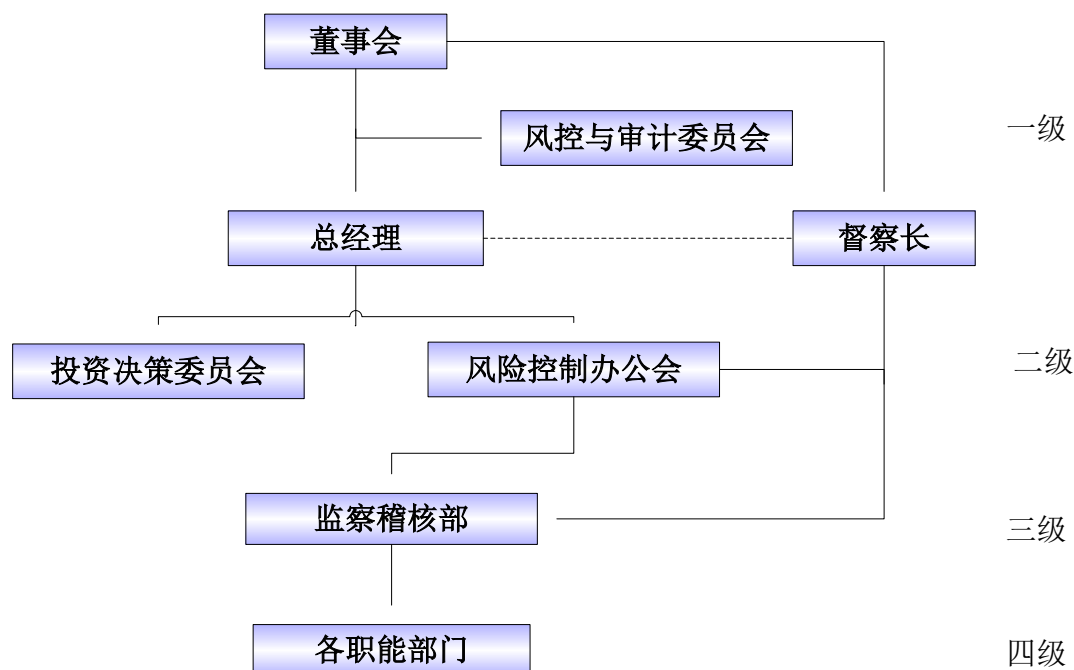 董事会
风控与审计委员会
一级
总经理
督察长
投资决策委员会
风险控制办公会
二级
监察稽核部
三级
各职能部门
四级